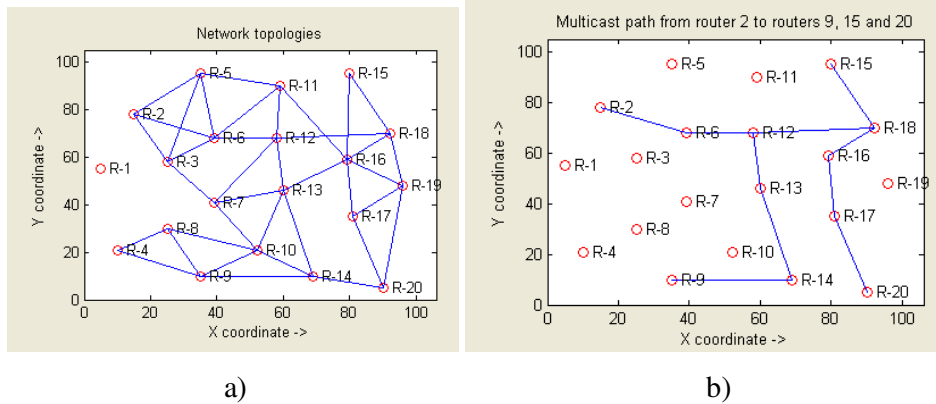 Network topologies
100
80
60
40
20
0
Y coordinate ->
R-5
R-15
R-11
R-2
R-6
R-12
R-18
R-3
R-16
R-1
R-19
R-13
R-7
R-17
R-8
R-4
R-10
R-9
R-14
R-20
0 20 40 60 80 100
X coordinate ->
a)
Multicast path from router 2 to routers 9, 15 and 20
100
80
60
40
20
0
Y coordinate ->
R-5
R-15
R-11
R-2
R-6
R-12
R-18
R-3
R-16
R-1
R-19
R-13
R-7
R-17
R-8
R-4
R-10
R-9
R-14
R-20
0 20 40 60 80 100
X coordinate ->
b)